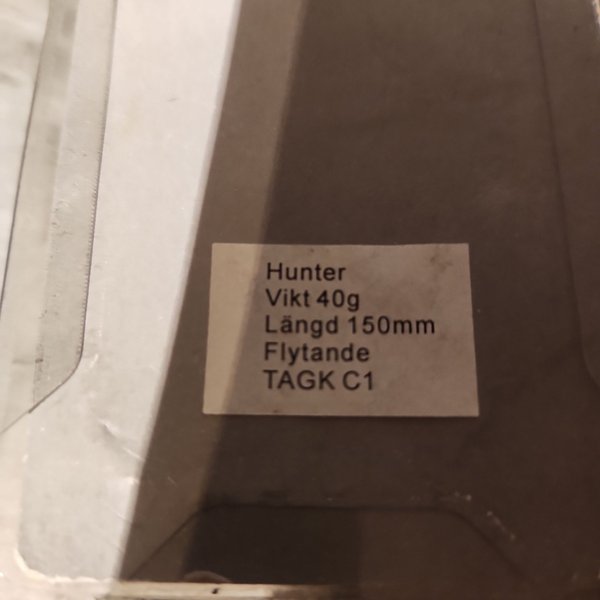 Hunter
Vikt 40g
Längd 150mm
Flytande
TAGK C1